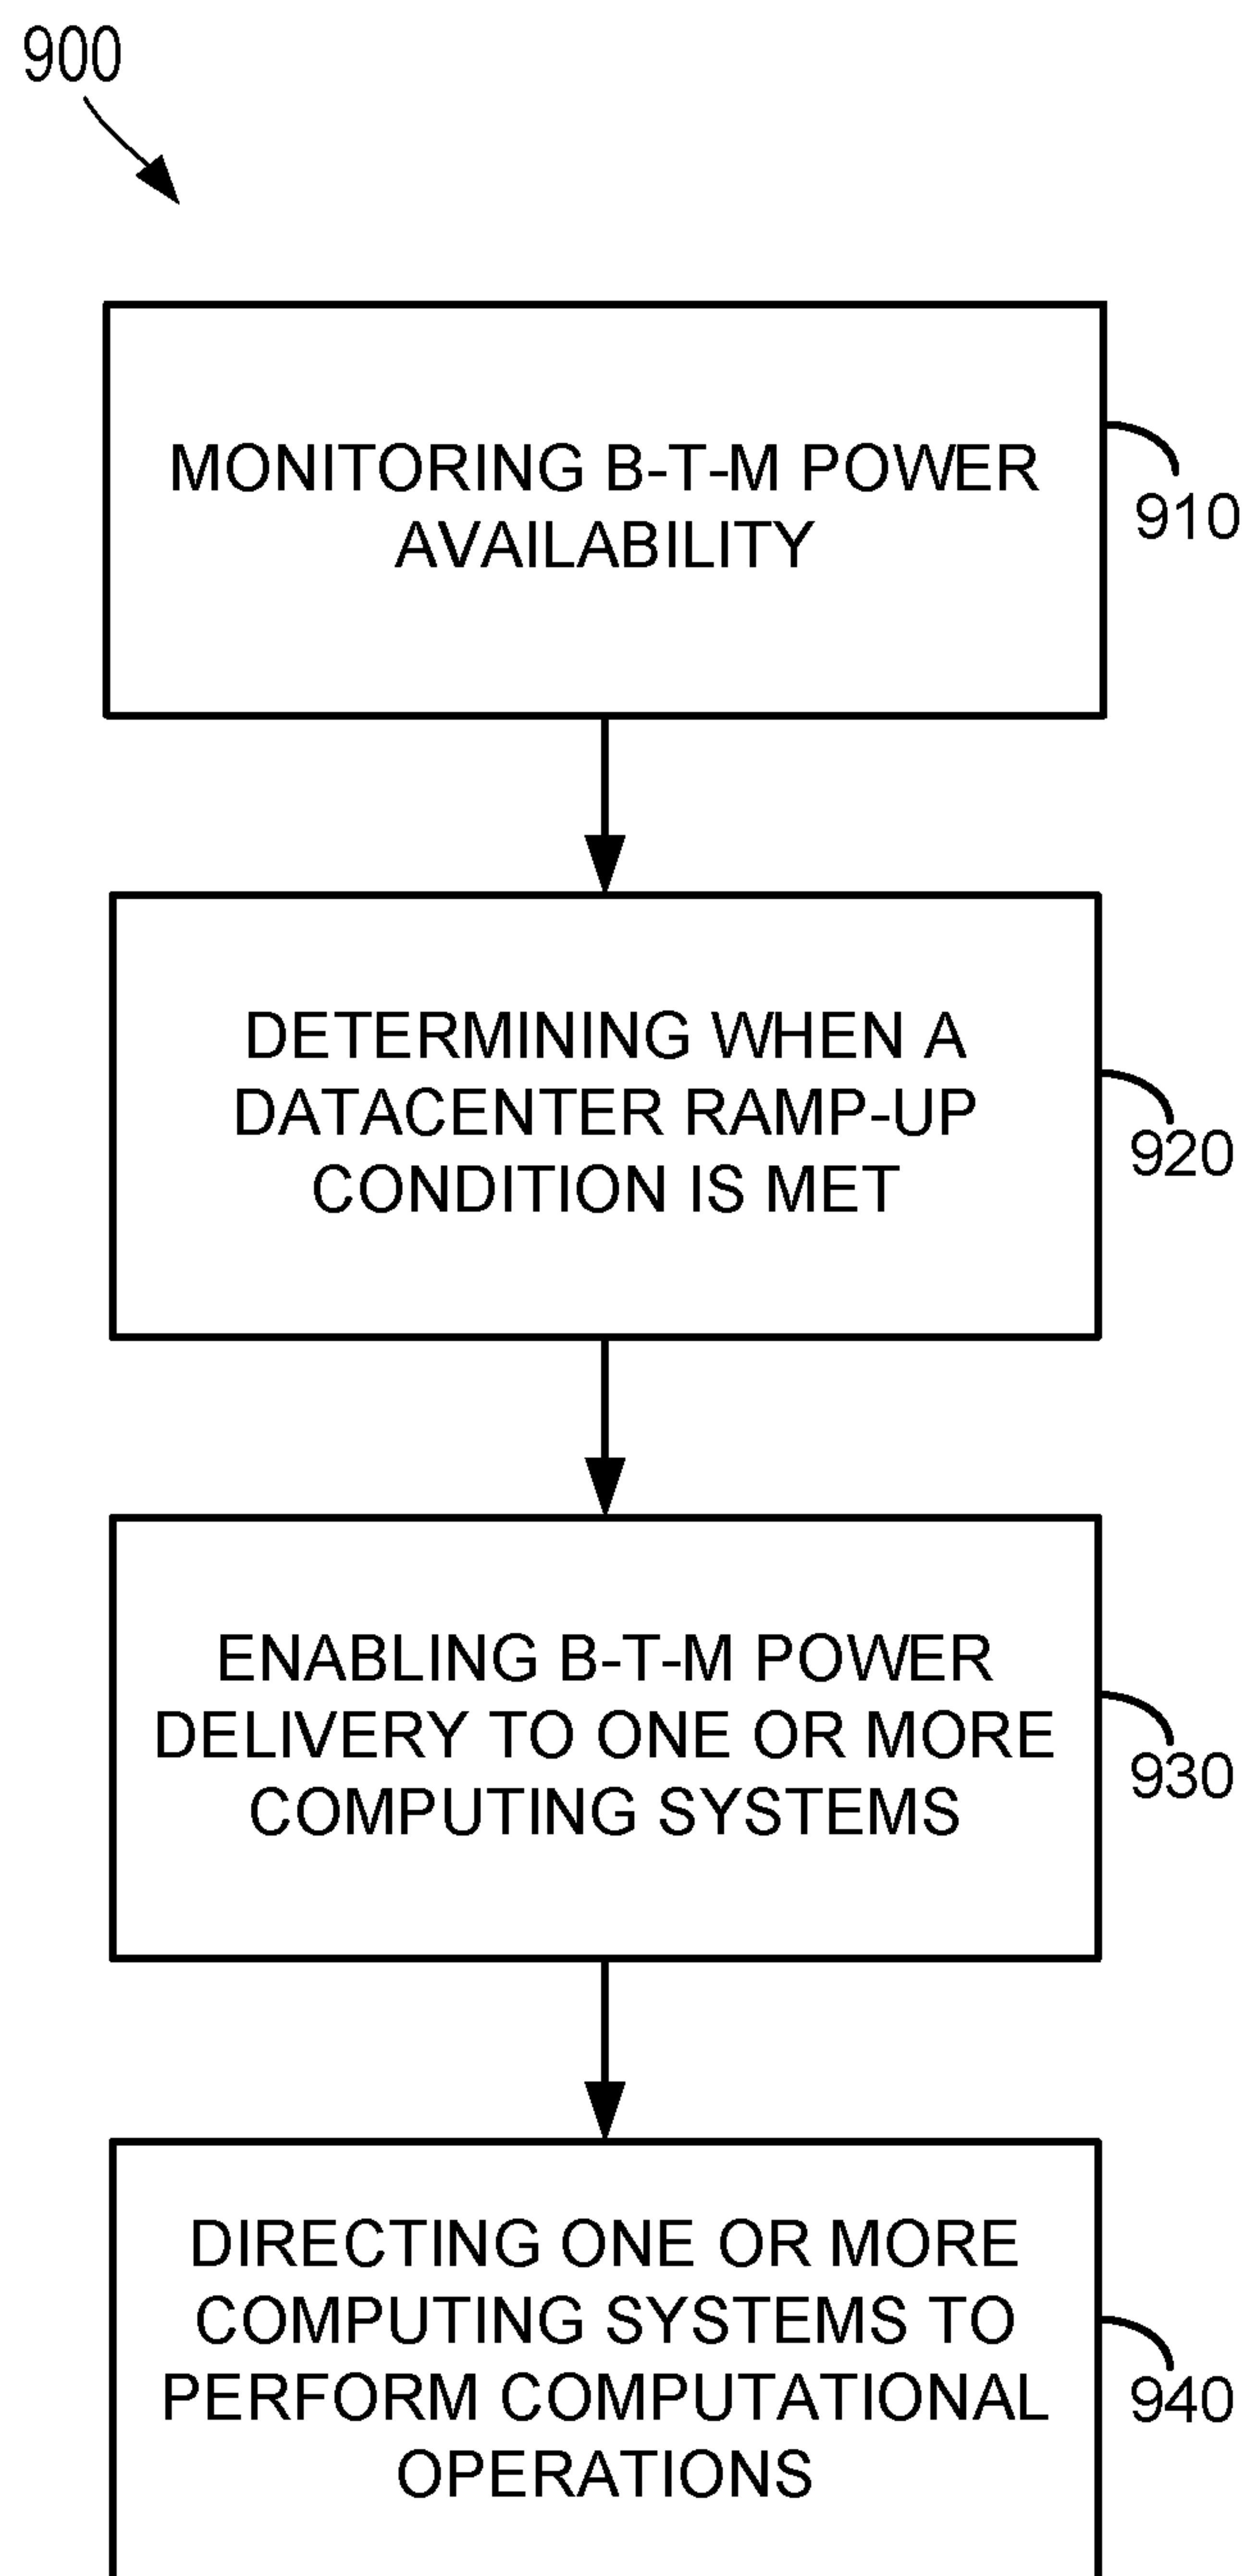 900
MONITORING B-T-M POWER
AVAILABILITY
910
DETERMINING WHEN A
DATACENTER RAMP-UP
CONDITION IS MET
920
ENABLING B-T-M POWER
DELIVERY TO ONE OR MORE
COMPUTING SYSTEMS
930
DIRECTING ONE OR MORE
COMPUTING SYSTEMS TO
PERFORM COMPUTATIONAL
OPERATIONS
940